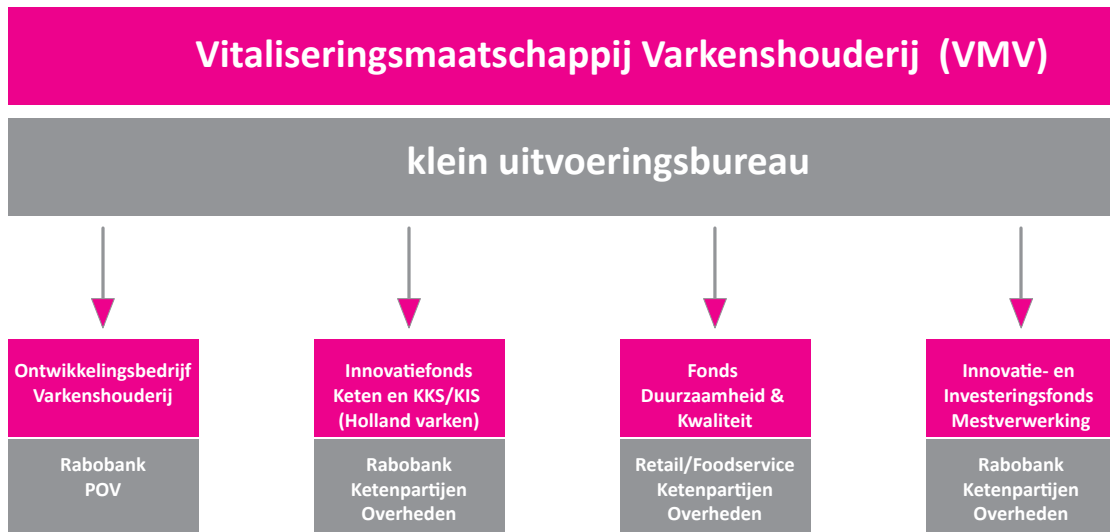 Vitaliseringsmaatschappij Varkenshouderij (VMV)
klein uitvoeringsbureau
Ontwikkelingsbedrijf
Varkenshouderij
Rabobank
POV
Innovatiefonds
Keten en KKS/KIS
(Holland varken)
Rabobank
Ketenpartijen
Overheden
Fonds
Duurzaamheid &
Kwaliteit
Retail/Foodservice
Ketenpartijen
Overheden
Innovatie- en
Investeringsfonds
Mestverwerking
Rabobank
Ketenpartijen
Overheden